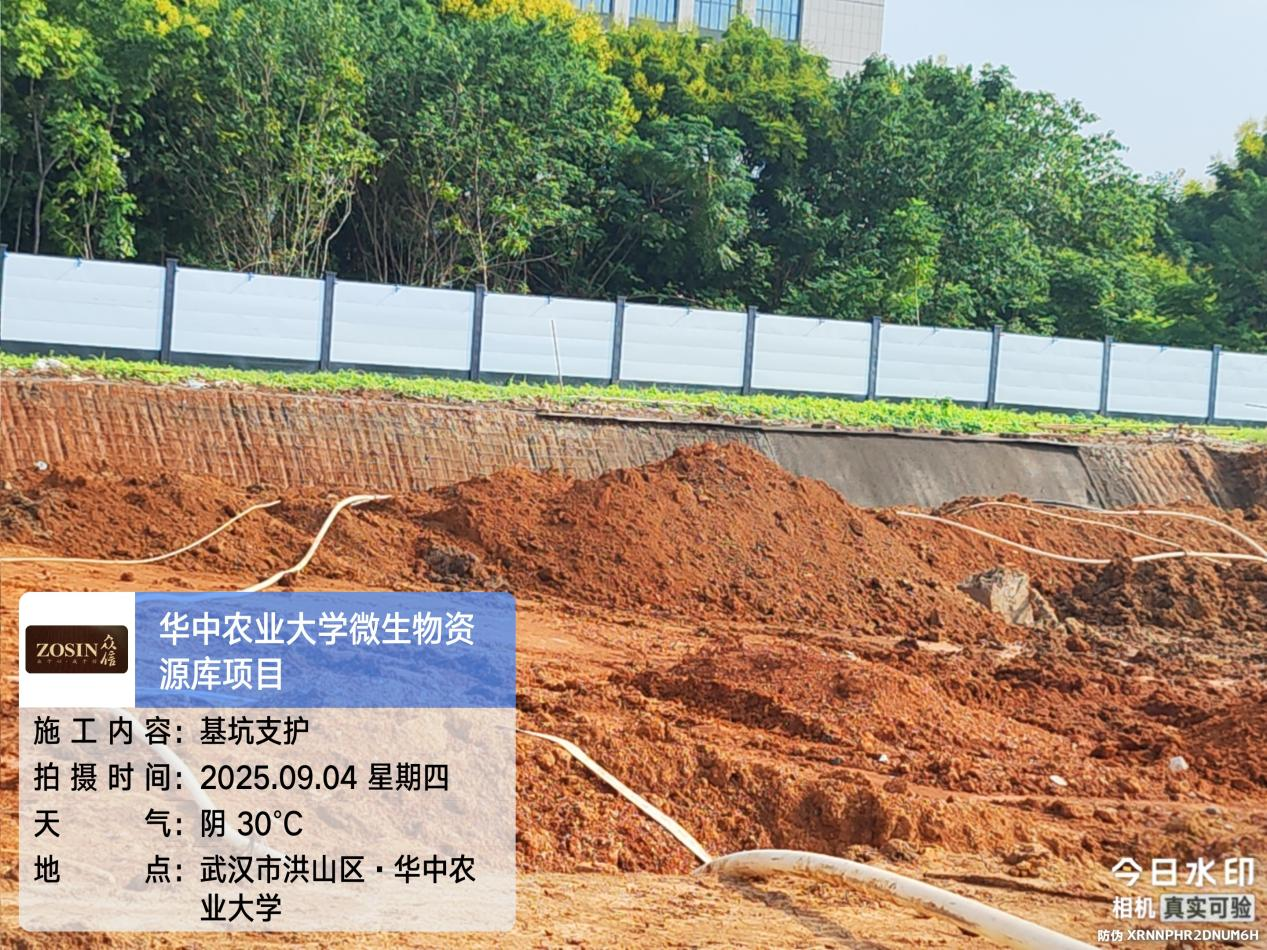 ZOSIN 众信
华中农业大学微生物资
源库项目
施工内容：基坑支护
拍摄时间：2025.09.04 星期四
天气：阴 30℃
地点：武汉市洪山区·华中农
业大学
今日水印
相机 真实可验
防伪 XRNNPHR2DNUM6H